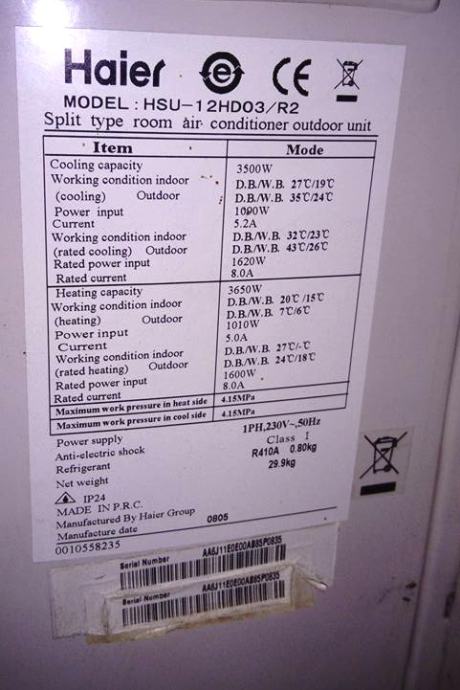 Haier CE
MODEL : HSU-12HD03/R2
Split type room air conditioner outdoor unit
Item Mode
Cooling capacity 3500W
Working condition indoor D.B./W.B. 27℃/19℃
(cooling) Outdoor D.B./W.B. 35℃/24℃
Power input 1090W
Current 5.2A
Working condition indoor D.B./W.B. 32℃/23℃
(rated cooling) Outdoor D.B./W.B. 43℃/26℃
Rated power input 1620W
Rated current 8.0A
Heating capacity 3650W
Working condition indoor D.B./W.B. 20℃/15℃
(heating) Outdoor D.B./W.B. 7℃/6℃
Power input 1010W
Current 5.0A
Working condition indoor D.B./W.B. 27℃/-℃
(rated heating) Outdoor D.B./W.B. 24℃/18℃
Rated power input 1600W
Rated current 8.0A
Maximum work pressure in heat side 4.15MPa
Maximum work pressure in cool side 4.15MPa
Power supply 1PH,230V~,50Hz
Anti-electric shock Class I
Refrigerant R410A 0.80kg
Net weight 29.9kg
IP24
MADE IN P.R.C.
Manufactured By Haier Group
Manufacture date 0805
0010558235
Serial Number AA6J11E0E00AB85P0835
Serial Number AA6J11E0E00AB85P0835